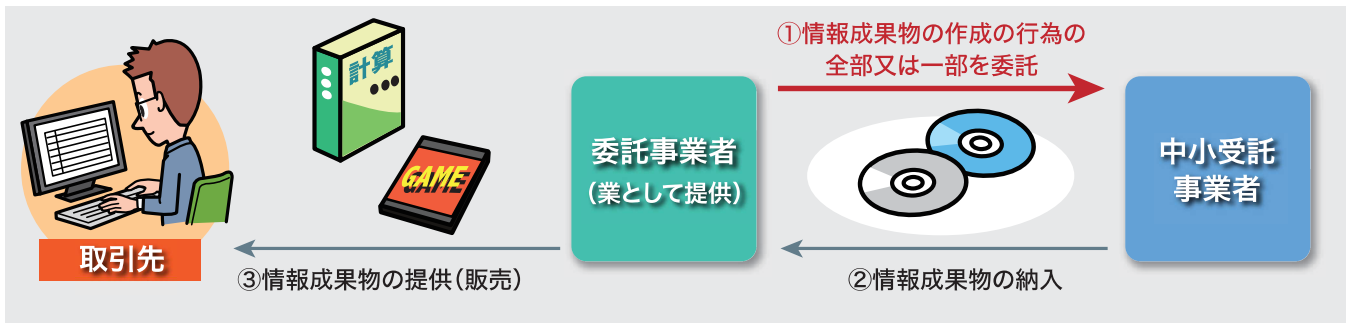 ①情報成果物の作成の行為の
全部又は一部を委託
計算
GAME
委託事業者
(業として提供)
中小受託
事業者
取引先
③情報成果物の提供(販売)
②情報成果物の納入